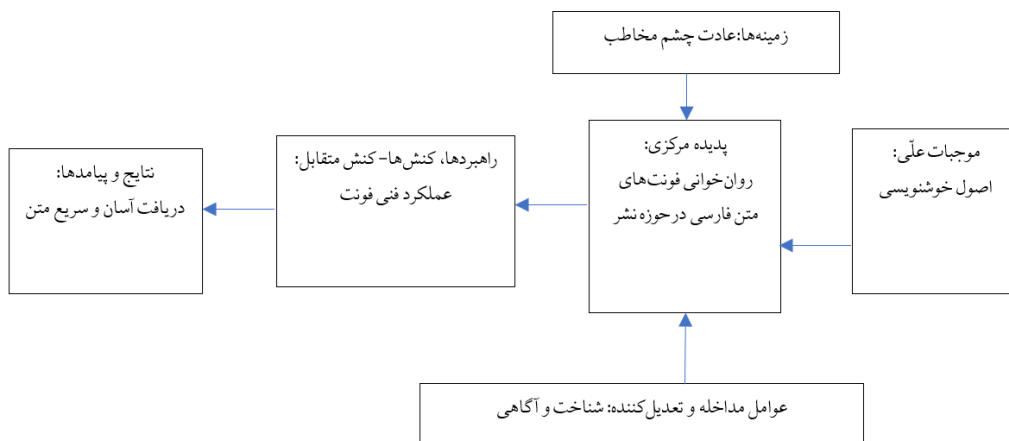 زمینه‌ها:عادت چشم مخاطب
موجبات علّی:
اصول خوشنویسی
پدیده مرکزی:
روان‌خوانی فونت‌های
متن فارسی درحوزه نشر
راهبردها، کنش‌ها– کنش متقابل:
عملکرد فنی فونت
نتایج و پیامدها:
دریافت آسان و سریع متن
عوامل مداخله و تعدیل‌کننده: شناخت و آگاهی